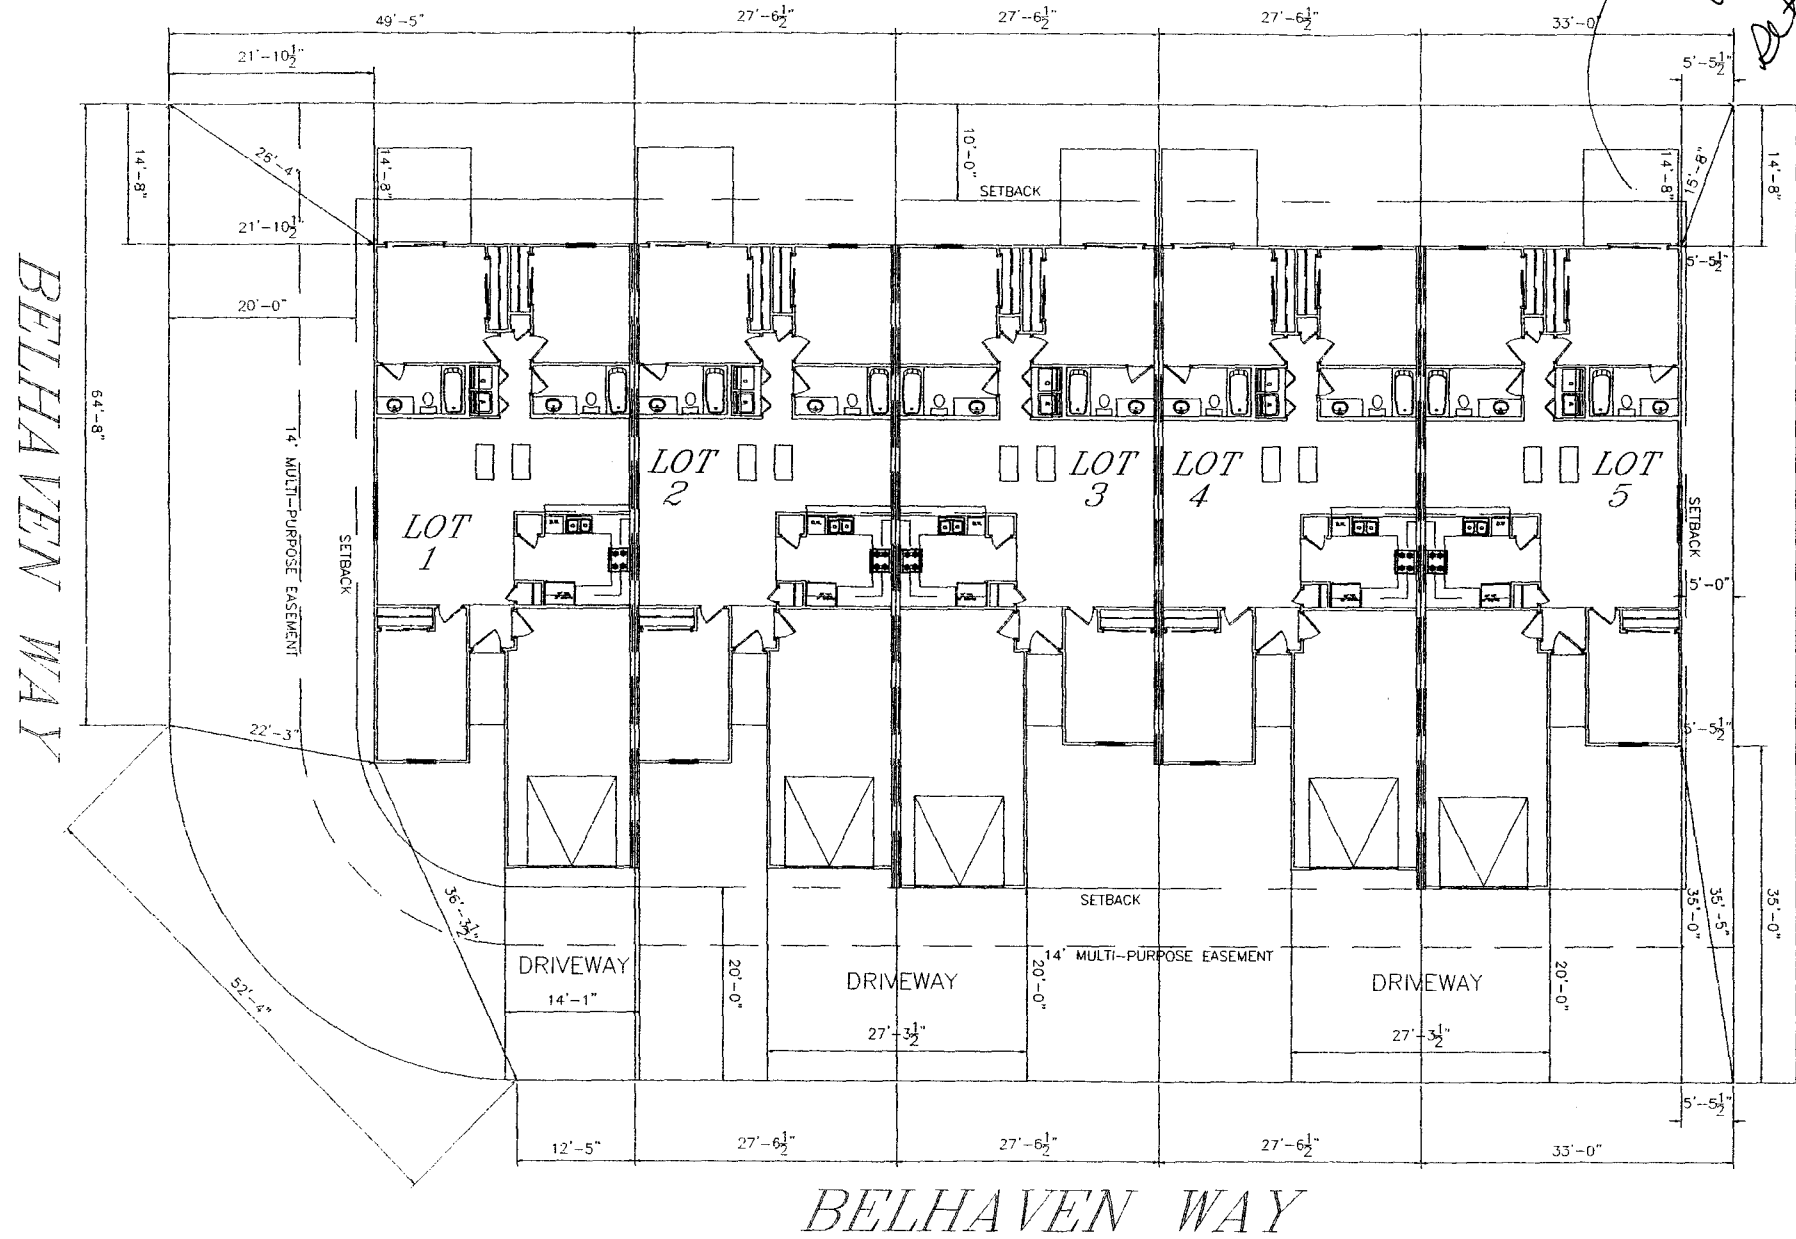 49'-5"
27'-6½"
27'-6½"
27'-6½"
33'-0"
21'-10½"
5'-5½"
14'-8"
26'-4"
14'-8"
10'-0"
SETBACK
14'-8"
15'-8"
14'-8"
21'-10½"
5'-5½"
20'-0"
BELHAVEN WAY
64'-8"
14' MULTI-PURPOSE EASEMENT
SETBACK
LOT
1
LOT
2
LOT
3
LOT
4
LOT
5
SETBACK
5'-0"
22'-3"
5'-5½"
36'-3½"
SETBACK
35'-0"
35'-5"
35'-0"
52'-4"
DRIVEWAY
14'-1"
20'-0"
DRIVEWAY
27'-3½"
20'-0"
14' MULTI-PURPOSE EASEMENT
DRIVEWAY
27'-3½"
20'-0"
5'-5½"
12'-5"
27'-6½"
27'-6½"
27'-6½"
33'-0"
BELHAVEN WAY